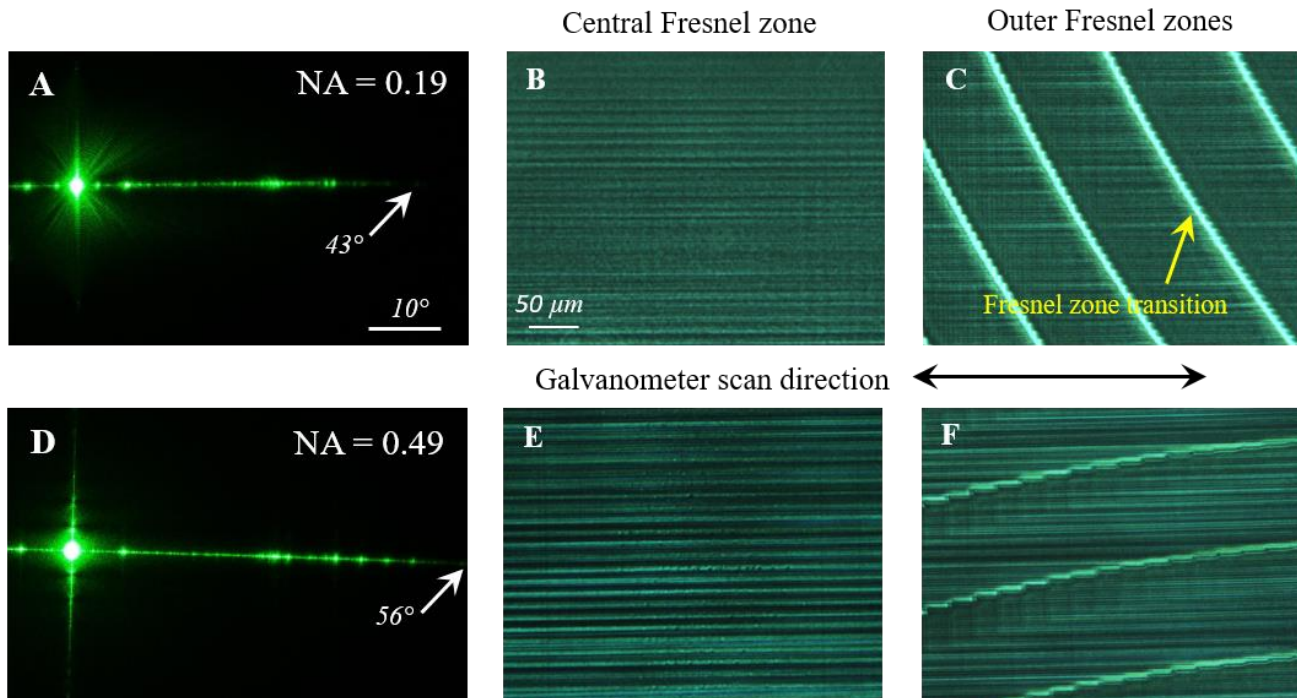 Central Fresnel zone
Outer Fresnel zones
A
NA = 0.19
43°
10°
B
50 µm
C
Fresnel zone transition
Galvanometer scan direction
D
NA = 0.49
56°
E
F